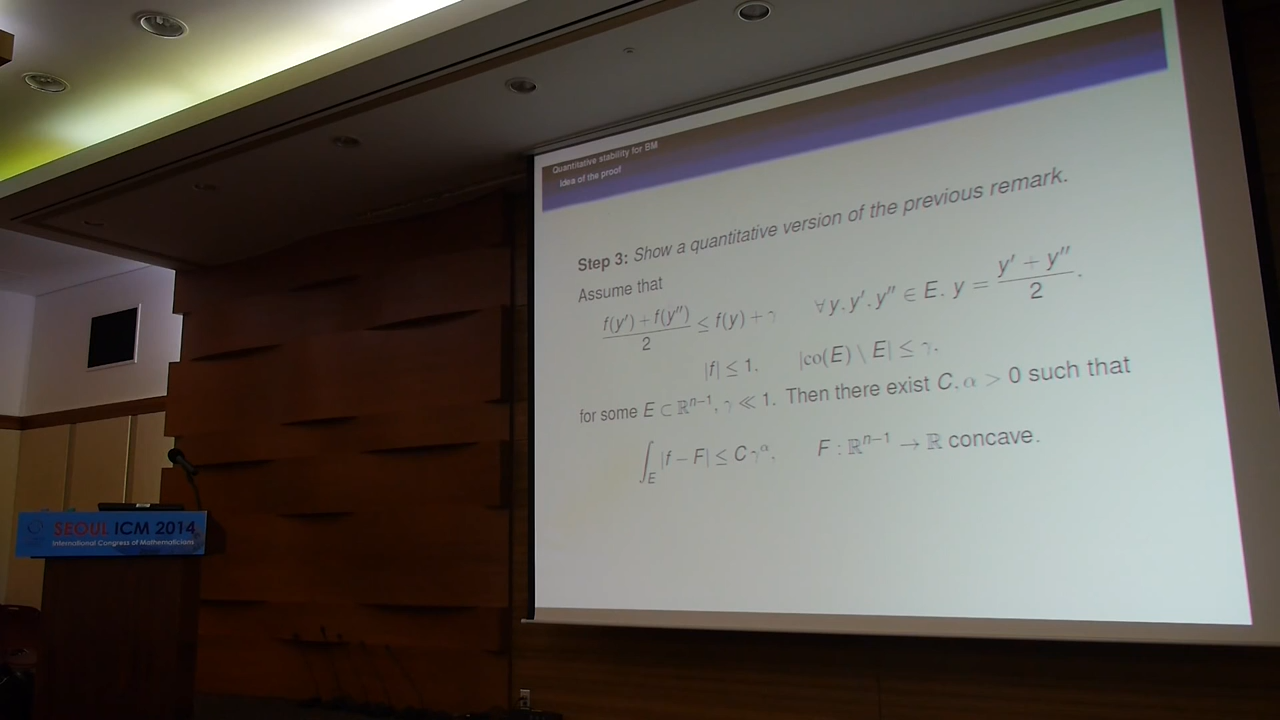 Quantitative stability for BM
Idea of the proof
Step 3: Show a quantitative version of the previous remark.
Assume that
(f(y′) + f(y″))/2 ≤ f(y) + γ   ∀ y, y′, y″ ∈ E, y = (y′ + y″)/2,
|f| ≤ 1,   |co(E) \ E| ≤ γ,
for some E ⊂ ℝⁿ⁻¹, γ ≪ 1. Then there exist C, α > 0 such that
∫_E |f − F| ≤ C γ^α,   F : ℝⁿ⁻¹ → ℝ concave.
SEOUL ICM 2014
International Congress of Mathematicians